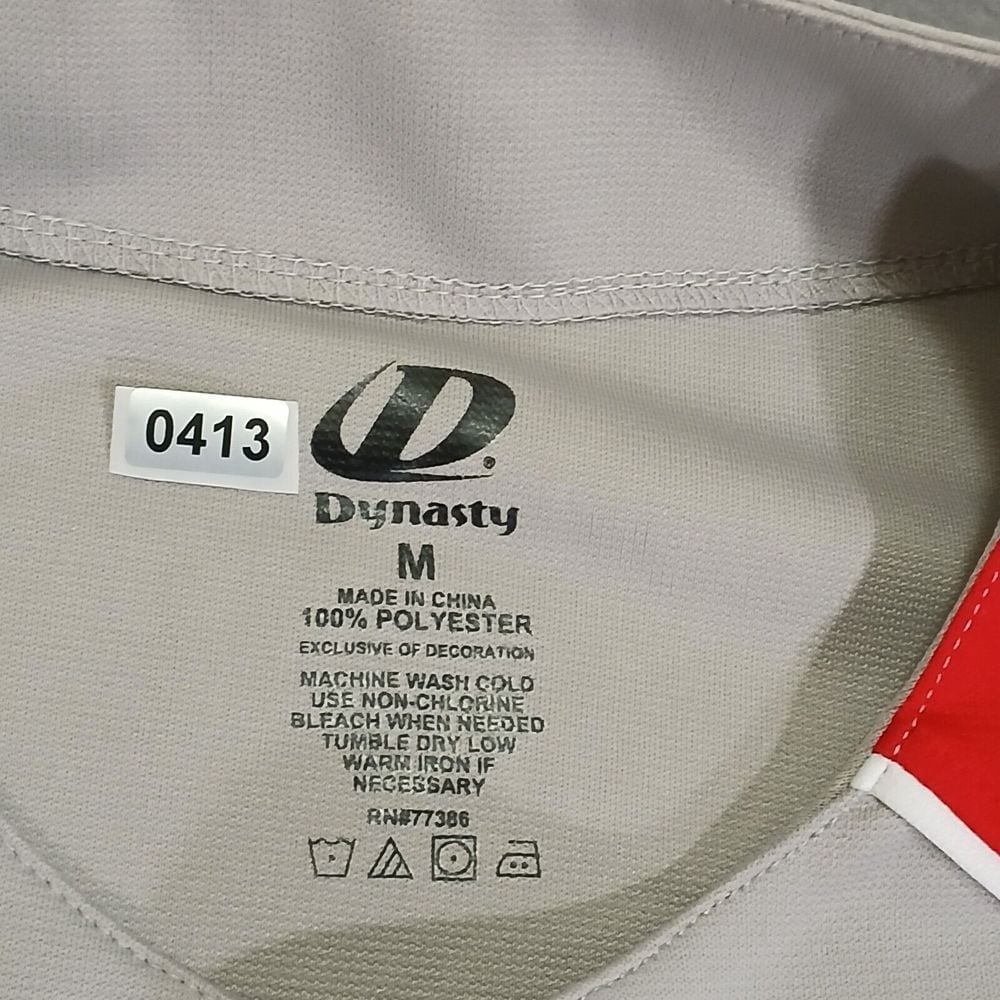 0413
D®
Dynasty
M
MADE IN CHINA
100% POLYESTER
EXCLUSIVE OF DECORATION
MACHINE WASH COLD
USE NON-CHLORINE
BLEACH WHEN NEEDED
TUMBLE DRY LOW
WARM IRON IF
NECESSARY
RN#77386